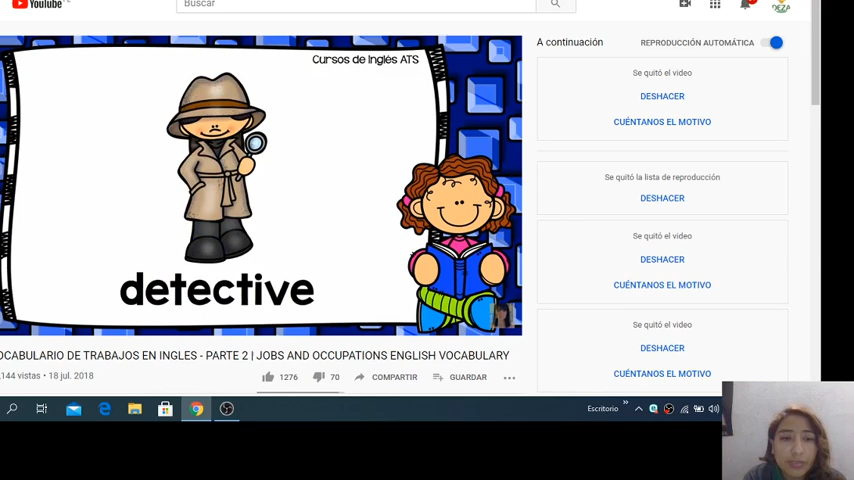 YouTube
Buscar
DEZA
Cursos de Inglés ATS
detective
OCABULARIO DE TRABAJOS EN INGLES - PARTE 2 | JOBS AND OCCUPATIONS ENGLISH VOCABULARY
144 vistas • 18 jul. 2018
1276
70
COMPARTIR
GUARDAR
A continuación
REPRODUCCIÓN AUTOMÁTICA
Se quitó el video
DESHACER
CUÉNTANOS EL MOTIVO
Se quitó la lista de reproducción
DESHACER
Se quitó el video
DESHACER
CUÉNTANOS EL MOTIVO
Se quitó el video
DESHACER
CUÉNTANOS EL MOTIVO
Escritorio